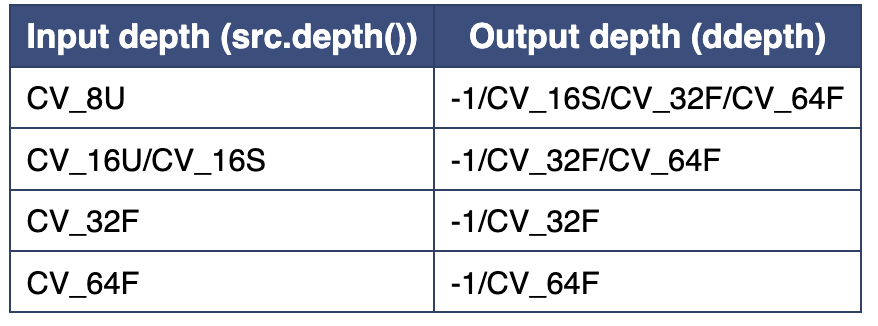 Input depth (src.depth()) Output depth (ddepth)
CV_8U -1/CV_16S/CV_32F/CV_64F
CV_16U/CV_16S -1/CV_32F/CV_64F
CV_32F -1/CV_32F
CV_64F -1/CV_64F